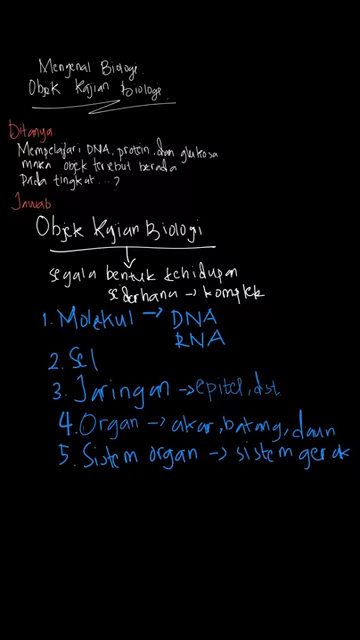 Mengenal Biologi.
Objek Kajian Biologi.
Ditanya
Mempelajari DNA, protein, dan glukosa
maka objek tersebut berada
pada tingkat ...?
Jawab
Objek Kajian Biologi
segala bentuk kehidupan
sederhana → komplek
1. Molekul → DNA
RNA
2. Sel
3. Jaringan → epitel, dst
4. Organ → akar, batang, daun
5. Sistem organ → sistem gerak